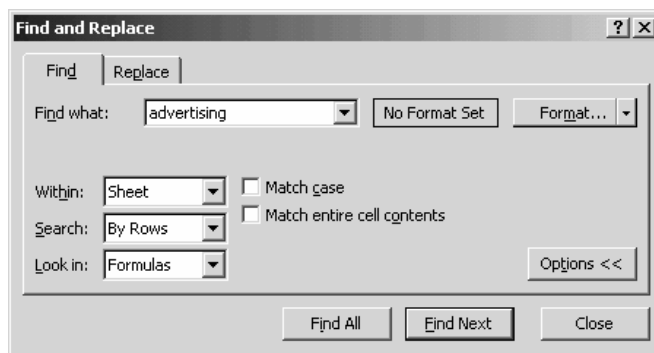 Find and Replace
Find Replace
Find what: advertising No Format Set Format...
Within: Sheet Match case
Match entire cell contents
Search: By Rows
Look in: Formulas Options <<
Find All Find Next Close